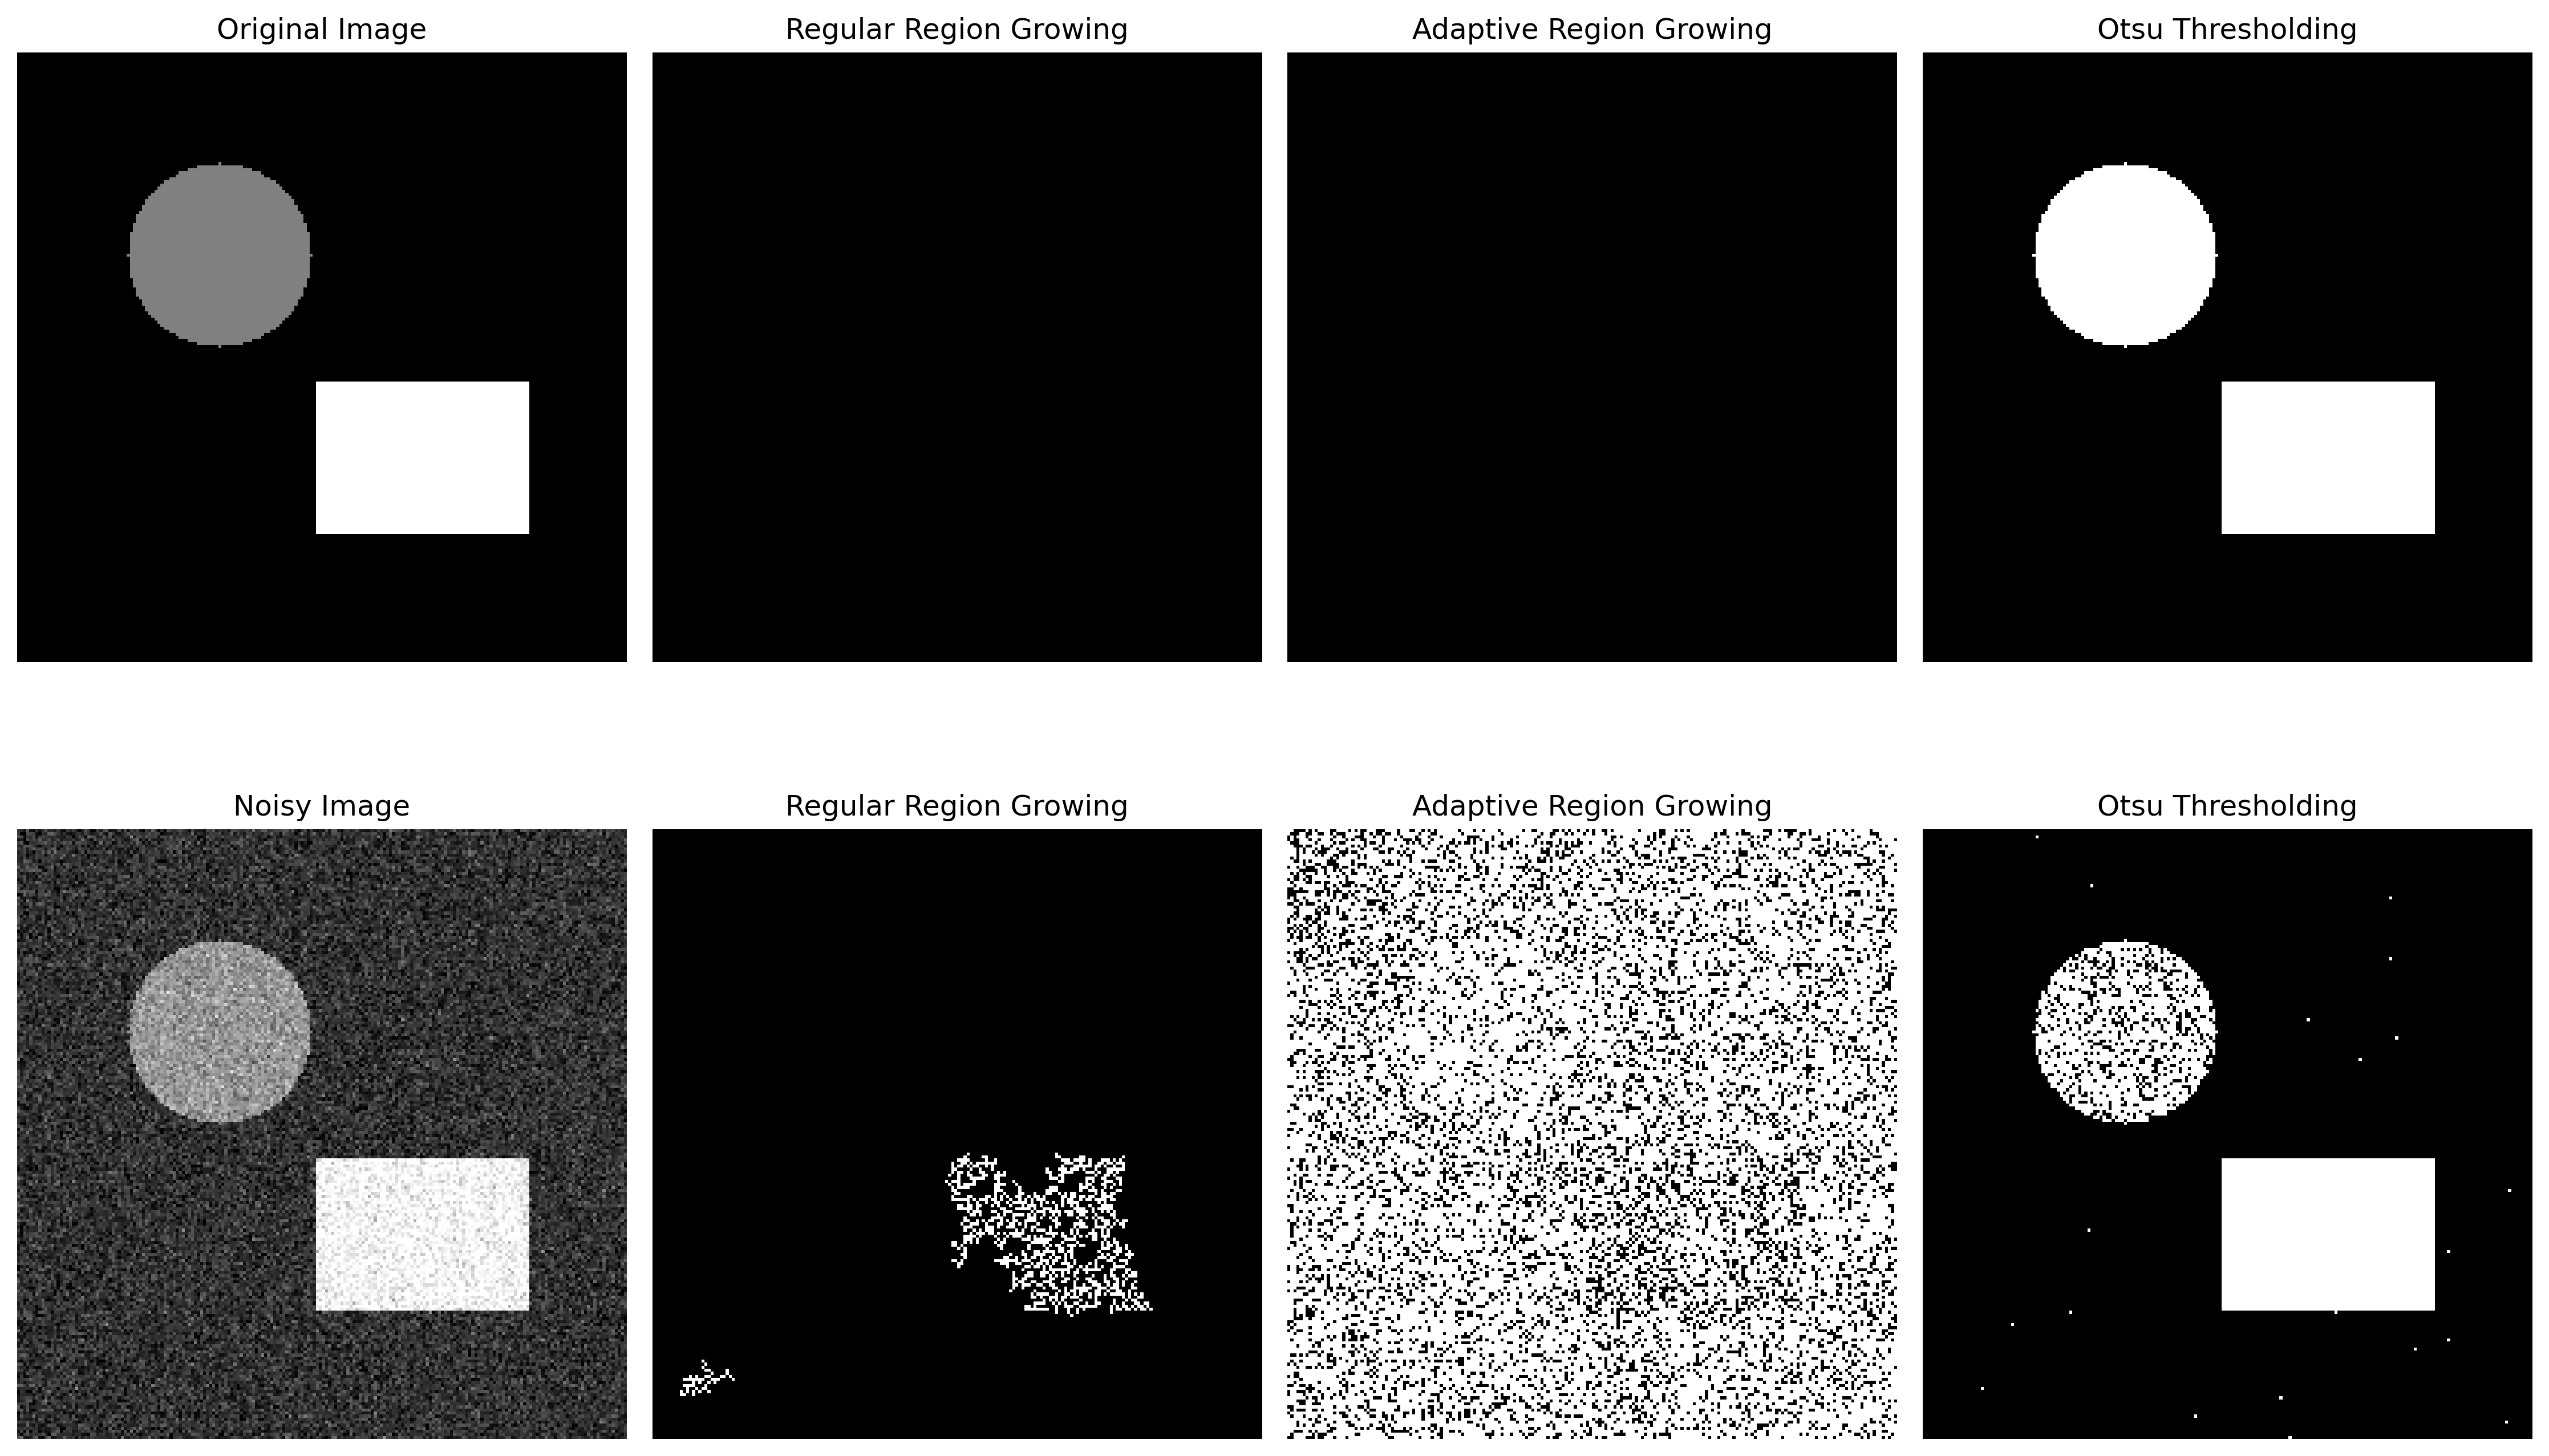 Original Image
Regular Region Growing
Adaptive Region Growing
Otsu Thresholding
Noisy Image
Regular Region Growing
Adaptive Region Growing
Otsu Thresholding